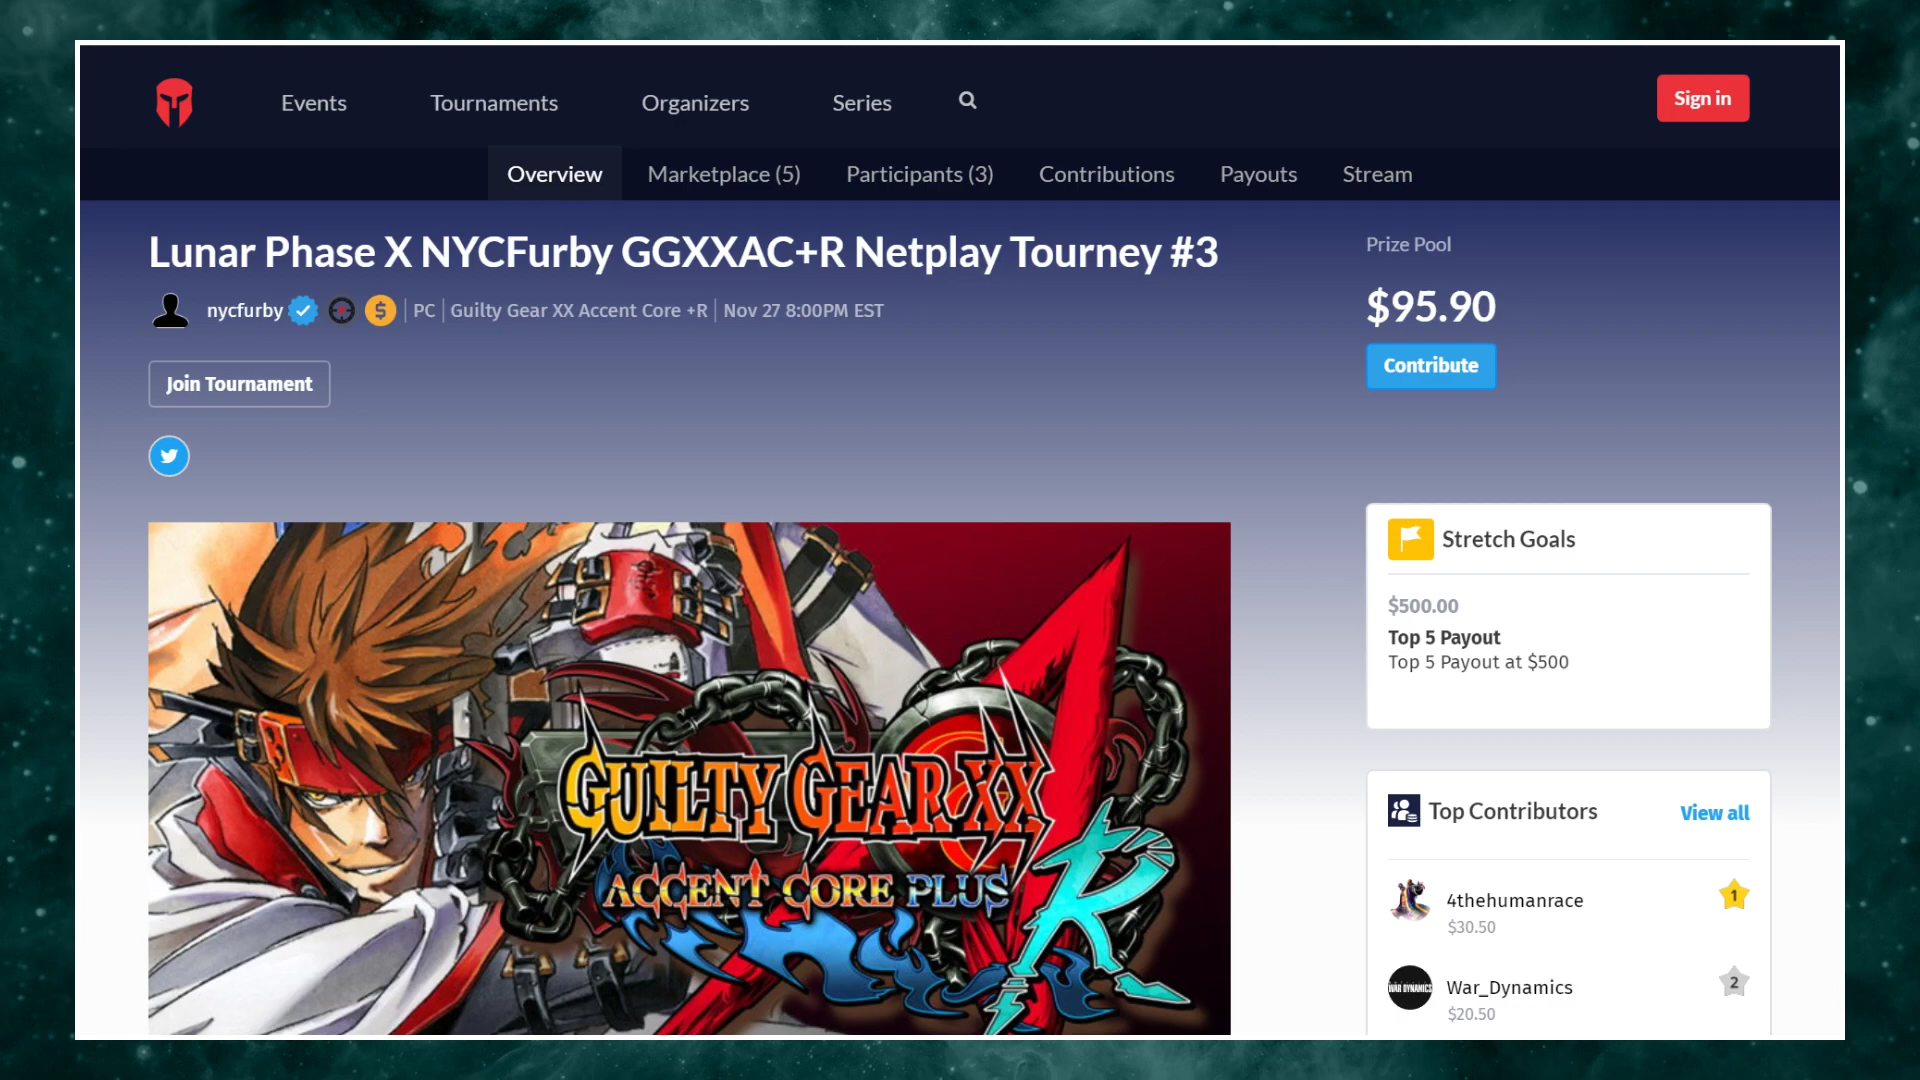 Events Tournaments Organizers Series
Sign in
Overview Marketplace (5) Participants (3) Contributions Payouts Stream
Lunar Phase X NYCFurby GGXXAC+R Netplay Tourney #3
nycfurby $ | PC | Guilty Gear XX Accent Core +R | Nov 27 8:00PM EST
Join Tournament
Prize Pool
$95.90
Contribute
GUILTY GEAR XX
ACCENT CORE PLUS
R
Stretch Goals
$500.00
Top 5 Payout
Top 5 Payout at $500
Top Contributors View all
4thehumanrace 1
$30.50
WAR DYNAMICS
War_Dynamics 2
$20.50